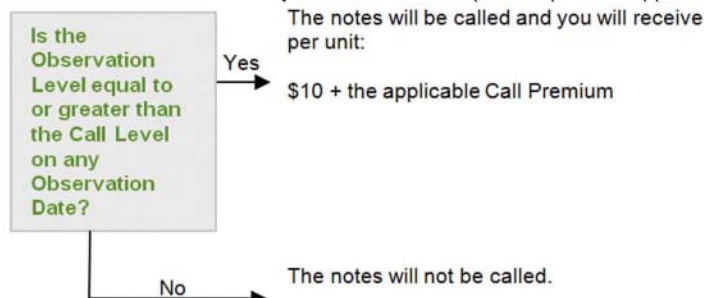 Is the
Observation
Level equal to
or greater than
the Call Level
on any
Observation
Date?
Yes
The notes will be called and you will receive
per unit:
$10 + the applicable Call Premium
No
The notes will not be called.